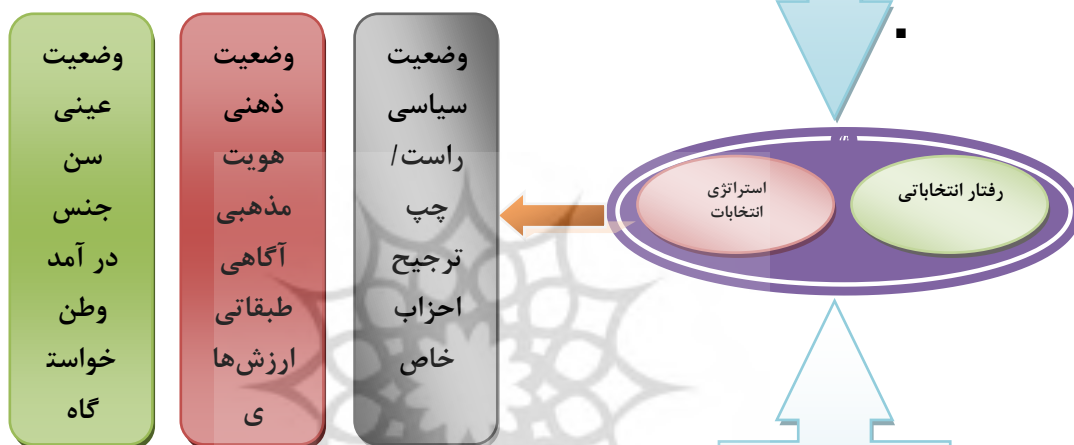 رفتار انتخاباتی
استراتژی
انتخابات
وضعیت
سیاسی
راست/
چپ
ترجیح
احزاب
خاص
وضعیت
ذهنی
هویت
مذهبی
آگاهی
طبقاتی
ارزش‌ها
ی
وضعیت
عینی
سن
جنس
در آمد
وطن
خواست
گاه